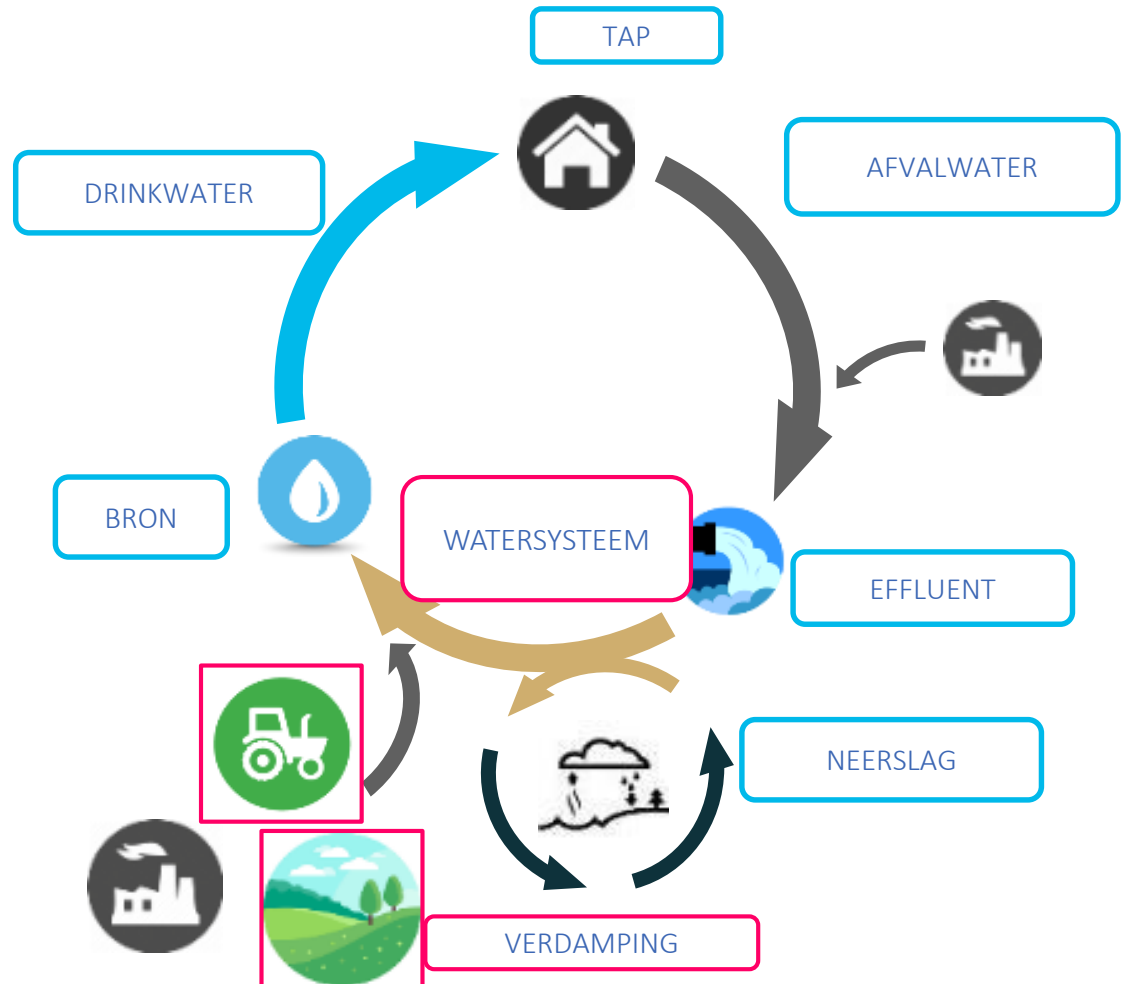 TAP
DRINKWATER
AFVALWATER
BRON
WATERSYSTEEM
EFFLUENT
NEERSLAG
VERDAMPING